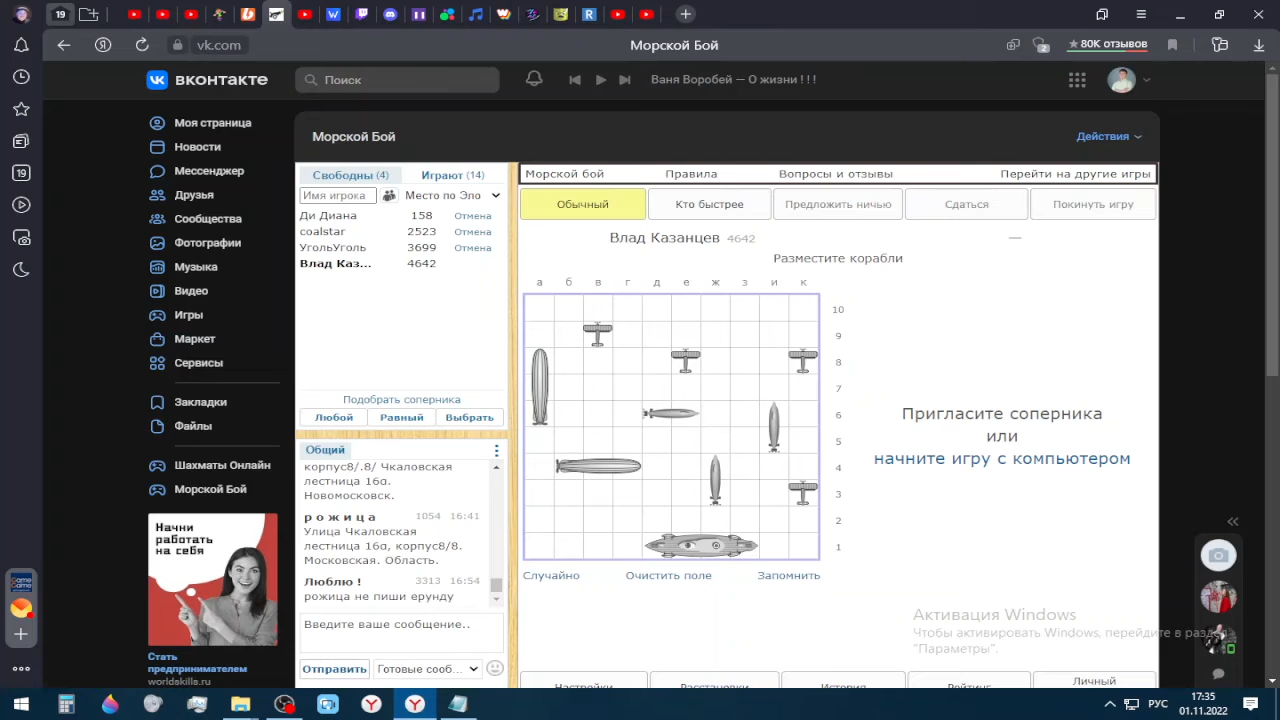 19
80К отзывов
vk.com
Морской Бой
2
вконтакте
Поиск
Ваня Воробей — О жизни ! ! !
Моя страница
Новости
Мессенджер
Друзья
Сообщества
Фотографии
Музыка
Видео
Игры
Маркет
Сервисы
Закладки
Файлы
Шахматы Онлайн
Морской Бой
Начни
работать
на себя
Стать
предпринимателем
worldskills.ru
19
Морской Бой
Действия
Свободны (4)
Играют (14)
Имя игрока
Место по Эло
Ди Диана 158 Отмена
coalstar 2523 Отмена
УгольУголь 3699 Отмена
Влад Каз... 4642
Подобрать соперника
Любой Равный Выбрать
Общий
корпус8/.8/ Чкаловская
лестница 16а.
Новомосковск.
р о ж и ц а 1054 16:41
Улица Чкаловская
лестница 16а, корпус8/8.
Московская. Область.
Люблю ! 3313 16:54
рожица не пиши ерунду
Введите ваше сообщение..
Отправить Готовые сооб...
Морской бой Правила Вопросы и отзывы Перейти на другие игры
Обычный Кто быстрее Предложить ничью Сдаться Покинуть игру
Влад Казанцев 4642 —
Разместите корабли
а б в г д е ж з и к
10
9
8
7
6
5
4
3
2
1
Случайно Очистить поле Запомнить
Пригласите соперника
или
начните игру с компьютером
Активация Windows
Чтобы активировать Windows, перейдите в раздел
"Параметры".
Настройки Расстановки История Рейтинг Личный
РУС
17:35
01.11.2022